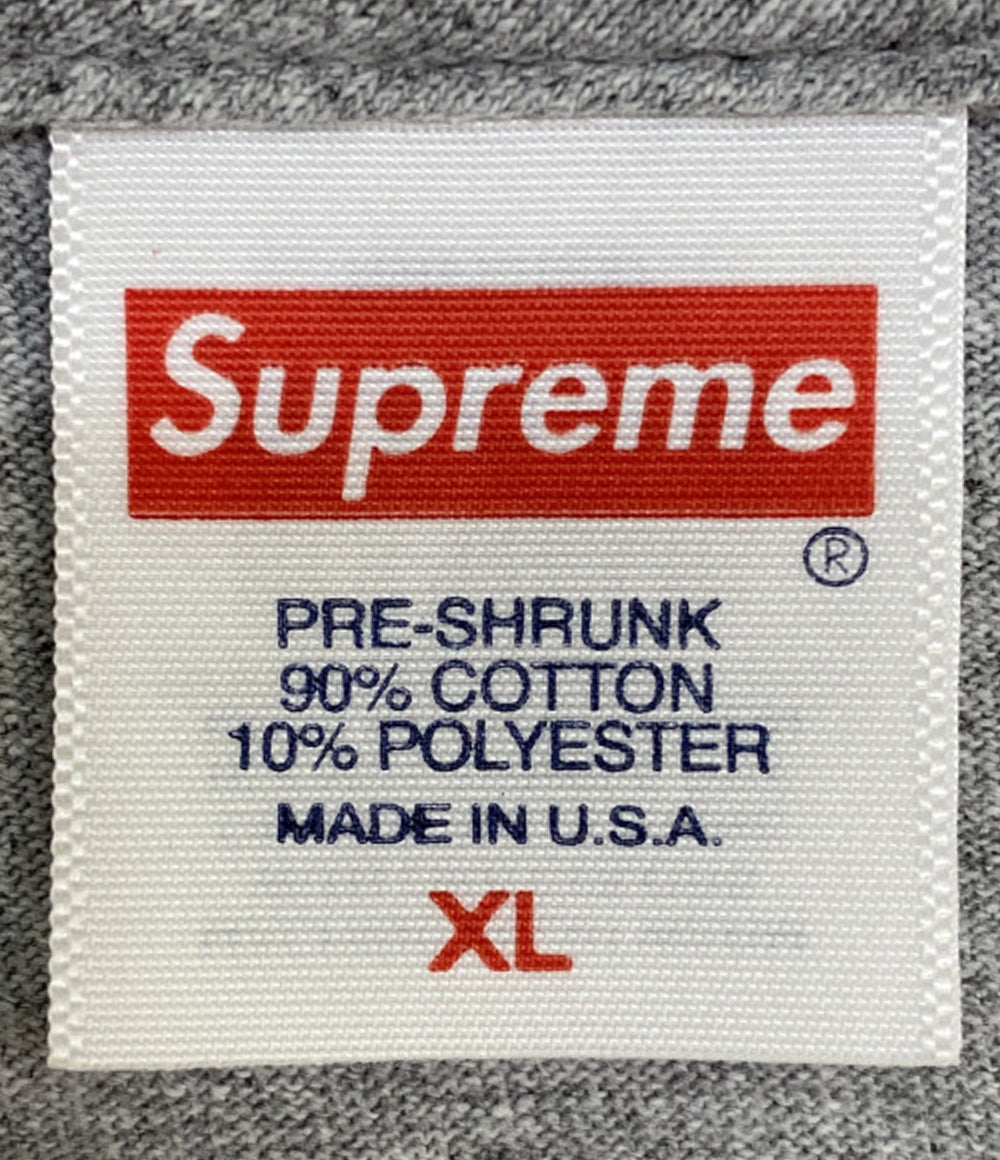 Supreme
®
PRE-SHRUNK
90% COTTON
10% POLYESTER
MADE IN U.S.A.
XL